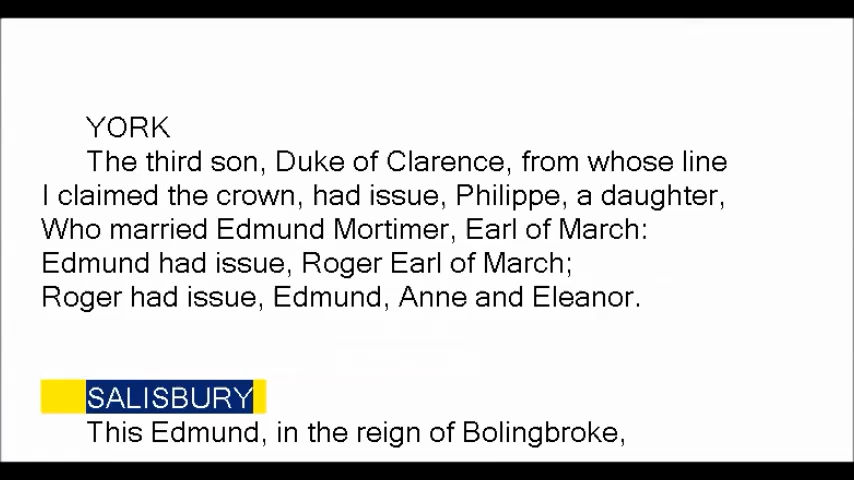 YORK
The third son, Duke of Clarence, from whose line
I claimed the crown, had issue, Philippe, a daughter,
Who married Edmund Mortimer, Earl of March:
Edmund had issue, Roger Earl of March;
Roger had issue, Edmund, Anne and Eleanor.
SALISBURY
This Edmund, in the reign of Bolingbroke,